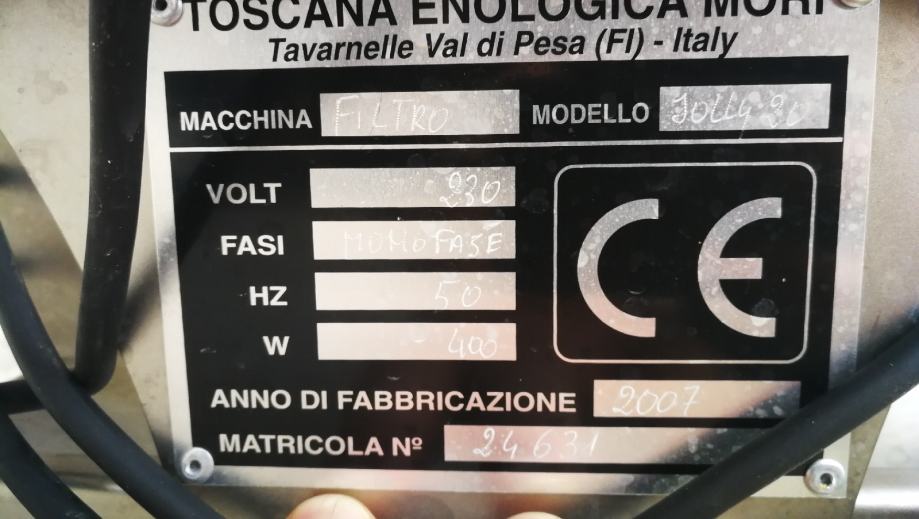 TOSCANA ENOLOGICA MORI
Tavarnelle Val di Pesa (FI) - Italy
MACCHINA FILTRO MODELLO JOLLY 30
VOLT 230
FASI MONOFASE
HZ 50
W 400
CE
ANNO DI FABBRICAZIONE 2007
MATRICOLA Nº 24631